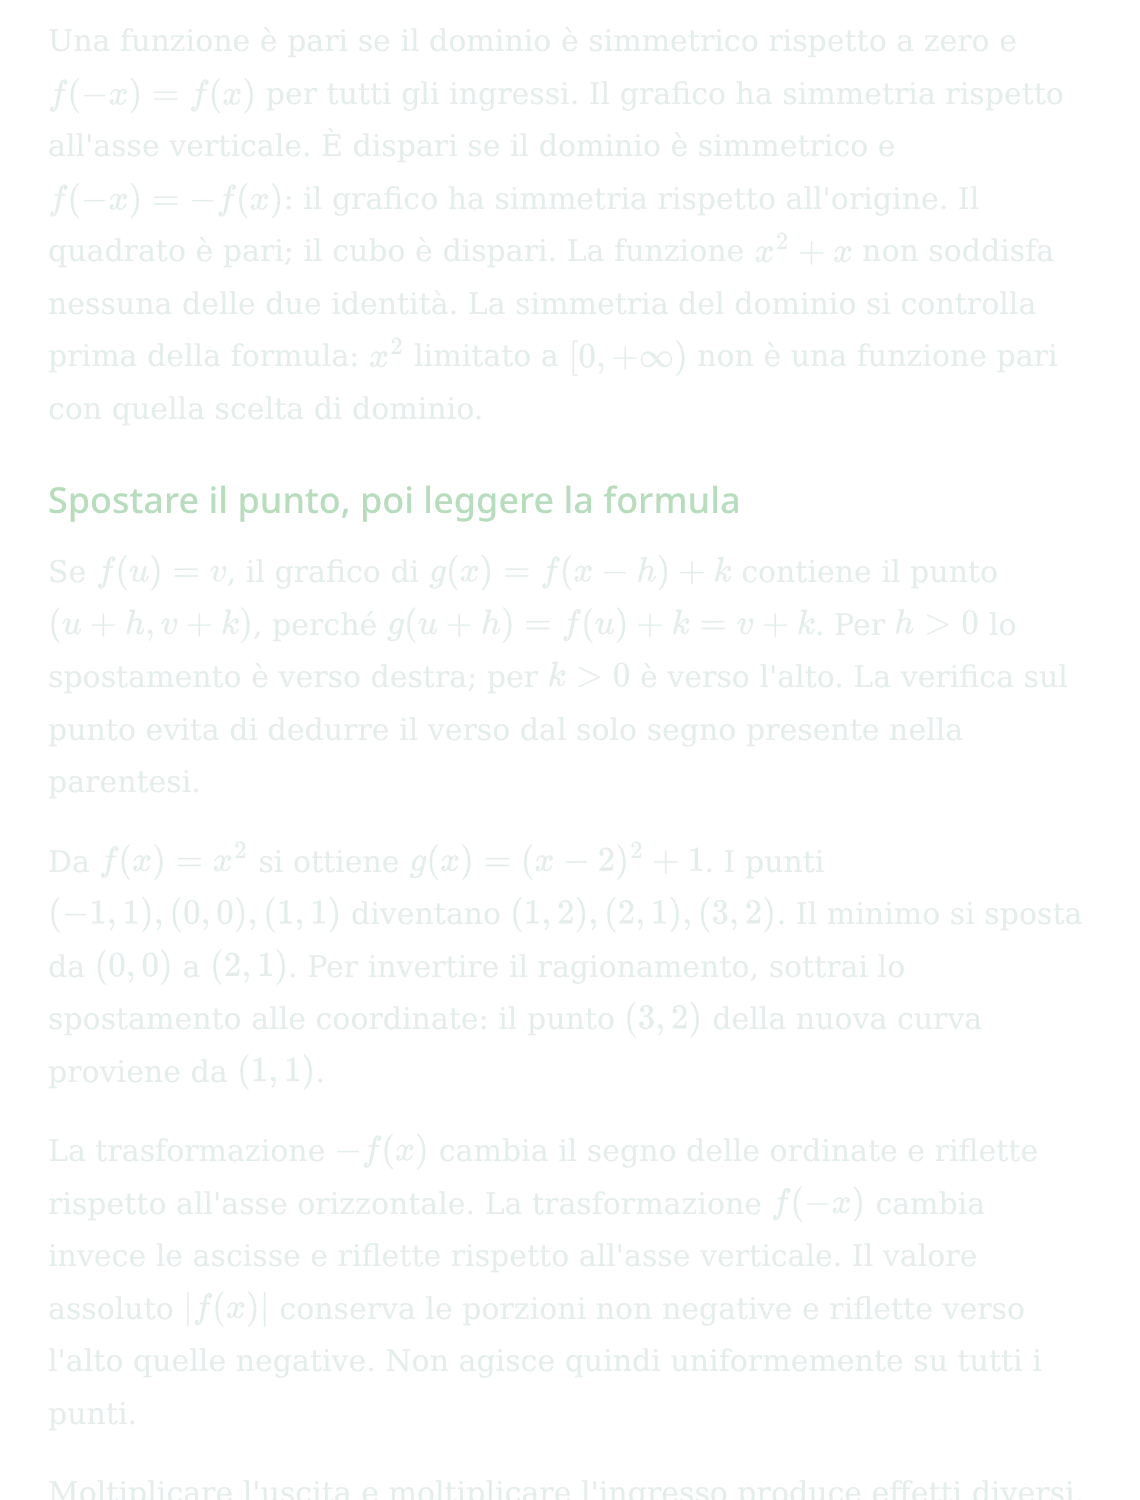 Una funzione è pari se il dominio è simmetrico rispetto a zero e
f(−x) = f(x) per tutti gli ingressi. Il grafico ha simmetria rispetto
all'asse verticale. È dispari se il dominio è simmetrico e
f(−x) = −f(x): il grafico ha simmetria rispetto all'origine. Il
quadrato è pari; il cubo è dispari. La funzione x² + x non soddisfa
nessuna delle due identità. La simmetria del dominio si controlla
prima della formula: x² limitato a [0, +∞) non è una funzione pari
con quella scelta di dominio.
Spostare il punto, poi leggere la formula
Se f(u) = v, il grafico di g(x) = f(x − h) + k contiene il punto
(u + h, v + k), perché g(u + h) = f(u) + k = v + k. Per h > 0 lo
spostamento è verso destra; per k > 0 è verso l'alto. La verifica sul
punto evita di dedurre il verso dal solo segno presente nella
parentesi.
Da f(x) = x² si ottiene g(x) = (x − 2)² + 1. I punti
(−1, 1), (0, 0), (1, 1) diventano (1, 2), (2, 1), (3, 2). Il minimo si sposta
da (0, 0) a (2, 1). Per invertire il ragionamento, sottrai lo
spostamento alle coordinate: il punto (3, 2) della nuova curva
proviene da (1, 1).
La trasformazione −f(x) cambia il segno delle ordinate e riflette
rispetto all'asse orizzontale. La trasformazione f(−x) cambia
invece le ascisse e riflette rispetto all'asse verticale. Il valore
assoluto |f(x)| conserva le porzioni non negative e riflette verso
l'alto quelle negative. Non agisce quindi uniformemente su tutti i
punti.
Moltiplicare l'uscita e moltiplicare l'ingresso produce effetti diversi